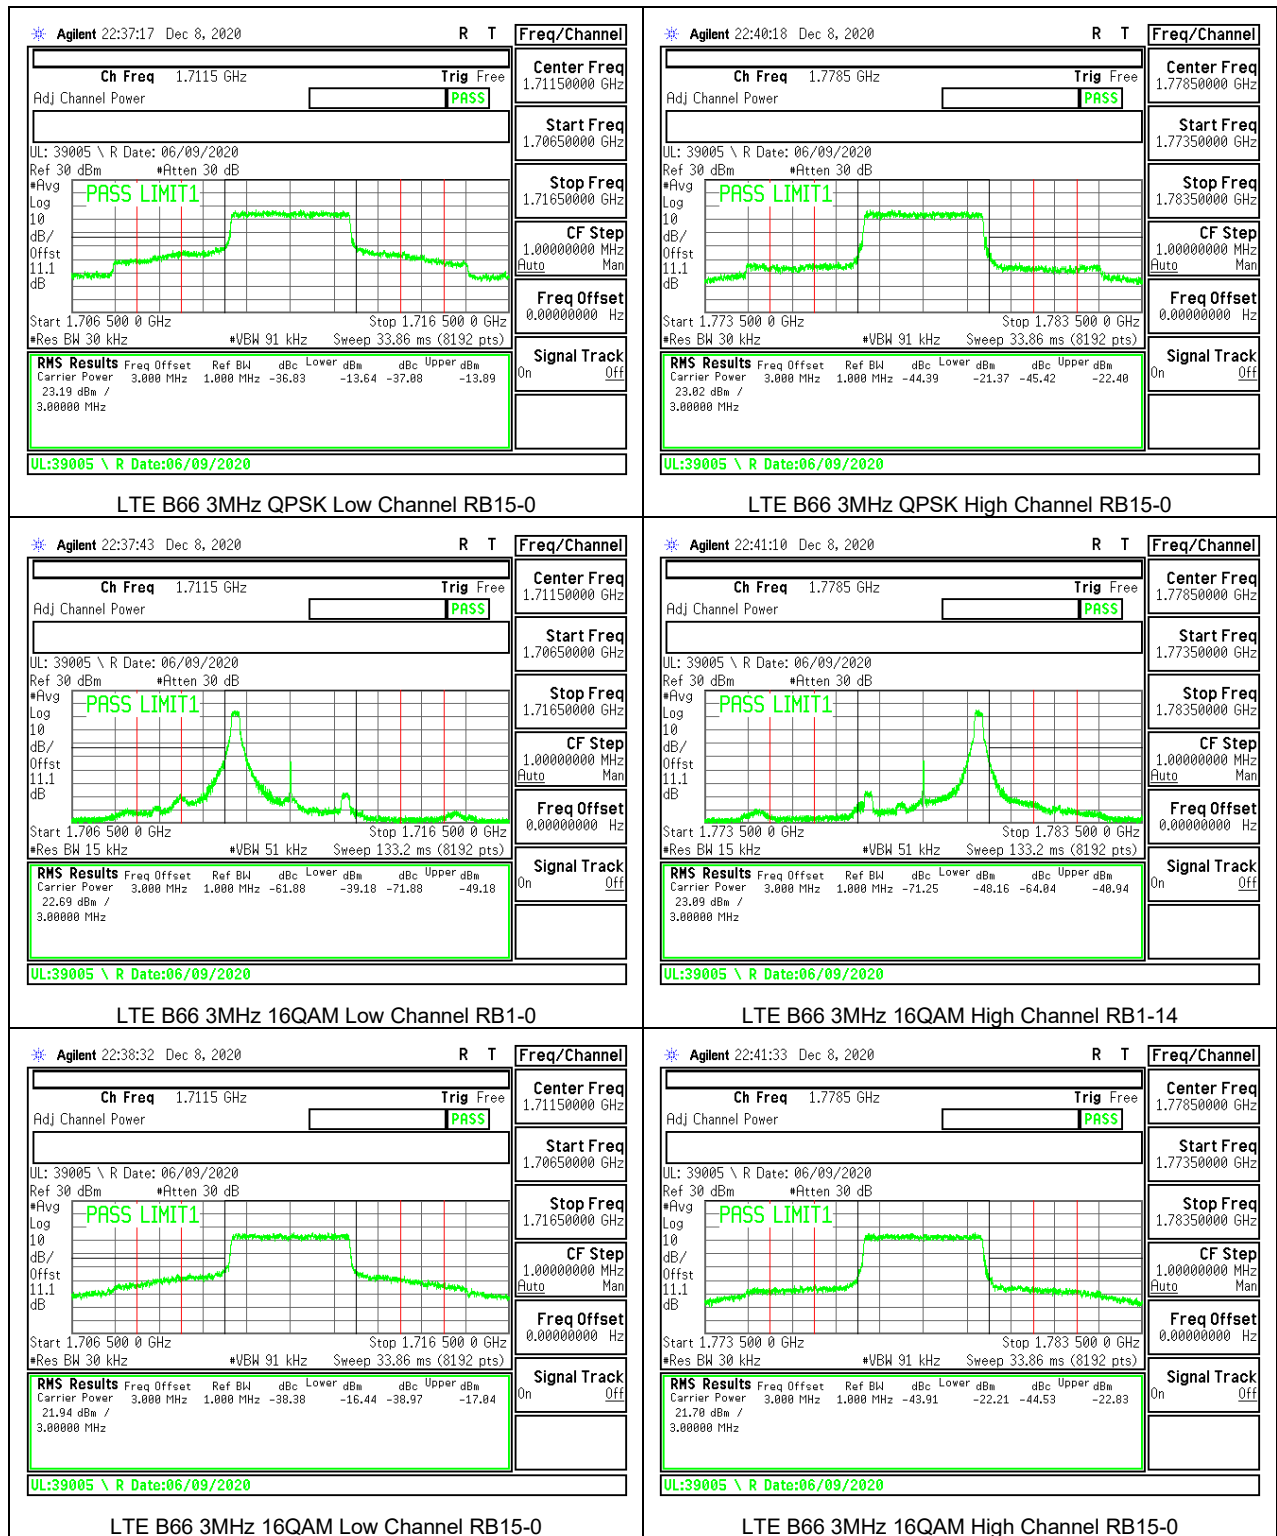 Agilent 22:37:17 Dec 8, 2020 R T Freq/Channel
Ch Freq 1.7115 GHz Trig Free
Adj Channel Power PASS
UL: 39005 \ R Date: 06/09/2020
Ref 30 dBm #Atten 30 dB
#Avg
Log
10
dB/
Offst
11.1
dB
PASS LIMIT1
Start 1.706 500 0 GHz Stop 1.716 500 0 GHz
#Res BW 30 kHz #VBW 91 kHz Sweep 33.86 ms (8192 pts)
RMS Results Freq Offset Ref BW dBc Lower dBm dBc Upper dBm
Carrier Power 3.000 MHz 1.000 MHz -36.83 -13.64 -37.08 -13.89
23.19 dBm /
3.00000 MHz
UL:39005 \ R Date:06/09/2020
Center Freq
1.71150000 GHz
Start Freq
1.70650000 GHz
Stop Freq
1.71650000 GHz
CF Step
1.00000000 MHz
Auto Man
Freq Offset
0.00000000 Hz
Signal Track
On Off
LTE B66 3MHz QPSK Low Channel RB15-0
Agilent 22:40:18 Dec 8, 2020 R T Freq/Channel
Ch Freq 1.7785 GHz Trig Free
Adj Channel Power PASS
UL: 39005 \ R Date: 06/09/2020
Ref 30 dBm #Atten 30 dB
#Avg
Log
10
dB/
Offst
11.1
dB
PASS LIMIT1
Start 1.773 500 0 GHz Stop 1.783 500 0 GHz
#Res BW 30 kHz #VBW 91 kHz Sweep 33.86 ms (8192 pts)
RMS Results Freq Offset Ref BW dBc Lower dBm dBc Upper dBm
Carrier Power 3.000 MHz 1.000 MHz -44.39 -21.37 -45.42 -22.40
23.02 dBm /
3.00000 MHz
UL:39005 \ R Date:06/09/2020
Center Freq
1.77850000 GHz
Start Freq
1.77350000 GHz
Stop Freq
1.78350000 GHz
CF Step
1.00000000 MHz
Auto Man
Freq Offset
0.00000000 Hz
Signal Track
On Off
LTE B66 3MHz QPSK High Channel RB15-0
Agilent 22:37:43 Dec 8, 2020 R T Freq/Channel
Ch Freq 1.7115 GHz Trig Free
Adj Channel Power PASS
UL: 39005 \ R Date: 06/09/2020
Ref 30 dBm #Atten 30 dB
#Avg
Log
10
dB/
Offst
11.1
dB
PASS LIMIT1
Start 1.706 500 0 GHz Stop 1.716 500 0 GHz
#Res BW 15 kHz #VBW 51 kHz Sweep 133.2 ms (8192 pts)
RMS Results Freq Offset Ref BW dBc Lower dBm dBc Upper dBm
Carrier Power 3.000 MHz 1.000 MHz -61.88 -39.18 -71.88 -49.18
22.69 dBm /
3.00000 MHz
UL:39005 \ R Date:06/09/2020
Center Freq
1.71150000 GHz
Start Freq
1.70650000 GHz
Stop Freq
1.71650000 GHz
CF Step
1.00000000 MHz
Auto Man
Freq Offset
0.00000000 Hz
Signal Track
On Off
LTE B66 3MHz 16QAM Low Channel RB1-0
Agilent 22:41:10 Dec 8, 2020 R T Freq/Channel
Ch Freq 1.7785 GHz Trig Free
Adj Channel Power PASS
UL: 39005 \ R Date: 06/09/2020
Ref 30 dBm #Atten 30 dB
#Avg
Log
10
dB/
Offst
11.1
dB
PASS LIMIT1
Start 1.773 500 0 GHz Stop 1.783 500 0 GHz
#Res BW 15 kHz #VBW 51 kHz Sweep 133.2 ms (8192 pts)
RMS Results Freq Offset Ref BW dBc Lower dBm dBc Upper dBm
Carrier Power 3.000 MHz 1.000 MHz -71.25 -48.16 -64.04 -40.94
23.09 dBm /
3.00000 MHz
UL:39005 \ R Date:06/09/2020
Center Freq
1.77850000 GHz
Start Freq
1.77350000 GHz
Stop Freq
1.78350000 GHz
CF Step
1.00000000 MHz
Auto Man
Freq Offset
0.00000000 Hz
Signal Track
On Off
LTE B66 3MHz 16QAM High Channel RB1-14
Agilent 22:38:32 Dec 8, 2020 R T Freq/Channel
Ch Freq 1.7115 GHz Trig Free
Adj Channel Power PASS
UL: 39005 \ R Date: 06/09/2020
Ref 30 dBm #Atten 30 dB
#Avg
Log
10
dB/
Offst
11.1
dB
PASS LIMIT1
Start 1.706 500 0 GHz Stop 1.716 500 0 GHz
#Res BW 30 kHz #VBW 91 kHz Sweep 33.86 ms (8192 pts)
RMS Results Freq Offset Ref BW dBc Lower dBm dBc Upper dBm
Carrier Power 3.000 MHz 1.000 MHz -38.38 -16.44 -38.97 -17.04
21.94 dBm /
3.00000 MHz
UL:39005 \ R Date:06/09/2020
Center Freq
1.71150000 GHz
Start Freq
1.70650000 GHz
Stop Freq
1.71650000 GHz
CF Step
1.00000000 MHz
Auto Man
Freq Offset
0.00000000 Hz
Signal Track
On Off
LTE B66 3MHz 16QAM Low Channel RB15-0
Agilent 22:41:33 Dec 8, 2020 R T Freq/Channel
Ch Freq 1.7785 GHz Trig Free
Adj Channel Power PASS
UL: 39005 \ R Date: 06/09/2020
Ref 30 dBm #Atten 30 dB
#Avg
Log
10
dB/
Offst
11.1
dB
PASS LIMIT1
Start 1.773 500 0 GHz Stop 1.783 500 0 GHz
#Res BW 30 kHz #VBW 91 kHz Sweep 33.86 ms (8192 pts)
RMS Results Freq Offset Ref BW dBc Lower dBm dBc Upper dBm
Carrier Power 3.000 MHz 1.000 MHz -43.91 -22.21 -44.53 -22.83
21.70 dBm /
3.00000 MHz
UL:39005 \ R Date:06/09/2020
Center Freq
1.77850000 GHz
Start Freq
1.77350000 GHz
Stop Freq
1.78350000 GHz
CF Step
1.00000000 MHz
Auto Man
Freq Offset
0.00000000 Hz
Signal Track
On Off
LTE B66 3MHz 16QAM High Channel RB15-0